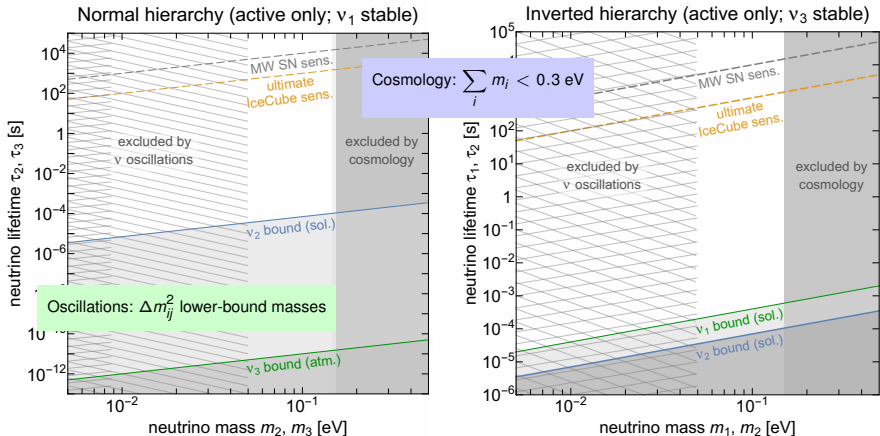 Normal hierarchy (active only; ν₁ stable)
10⁴
10²
1
10⁻²
10⁻⁴
10⁻⁶
10⁻¹⁰
10⁻¹²
neutrino lifetime τ₂, τ₃ [s]
MW SN sens.
ultimate
IceCube sens.
excluded by
ν oscillations
excluded by
cosmology
ν₂ bound (sol.)
ν₃ bound (atm.)
10⁻²
10⁻¹
neutrino mass m₂, m₃ [eV]
Cosmology: ∑ᵢ mᵢ < 0.3 eV
Oscillations: Δm²ᵢⱼ lower-bound masses
Inverted hierarchy (active only; ν₃ stable)
10⁵
10⁴
10²
10
1
10⁻¹
10⁻²
10⁻³
10⁻⁴
10⁻⁵
10⁻⁶
neutrino lifetime τ₁, τ₂ [s]
MW SN sens.
ultimate
IceCube sens.
excluded by
ν oscillations
excluded by
cosmology
ν₁ bound (sol.)
ν₂ bound (sol.)
10⁻²
10⁻¹
neutrino mass m₁, m₂ [eV]